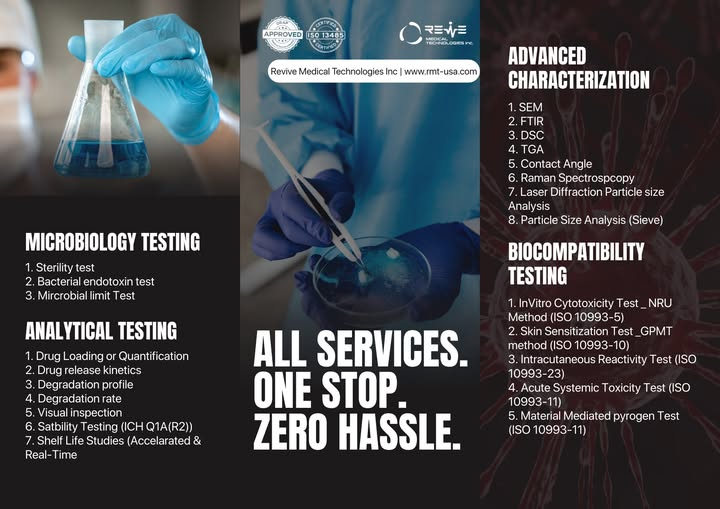 APPROVED
CERTIFIED
ISO 13485
CERTIFIED
REVIVE
MEDICAL
TECHNOLOGIES INC.
Revive Medical Technologies Inc | www.rmt-usa.com
MICROBIOLOGY TESTING
1. Sterility test
2. Bacterial endotoxin test
3. Mircrobial limit Test
ANALYTICAL TESTING
1. Drug Loading or Quantification
2. Drug release kinetics
3. Degradation profile
4. Degradation rate
5. Visual inspection
6. Satbility Testing (ICH Q1A(R2))
7. Shelf Life Studies (Accelarated &
Real-Time
ALL SERVICES.
ONE STOP.
ZERO HASSLE.
ADVANCED
CHARACTERIZATION
1. SEM
2. FTIR
3. DSC
4. TGA
5. Contact Angle
6. Raman Spectrospcopy
7. Laser Diffraction Particle size
Analysis
8. Particle Size Analysis (Sieve)
BIOCOMPATIBILITY
TESTING
1. InVitro Cytotoxicity Test _ NRU
Method (ISO 10993-5)
2. Skin Sensitization Test _GPMT
method (ISO 10993-10)
3. Intracutaneous Reactivity Test (ISO
10993-23)
4. Acute Systemic Toxicity Test (ISO
10993-11)
5. Material Mediated pyrogen Test
(ISO 10993-11)